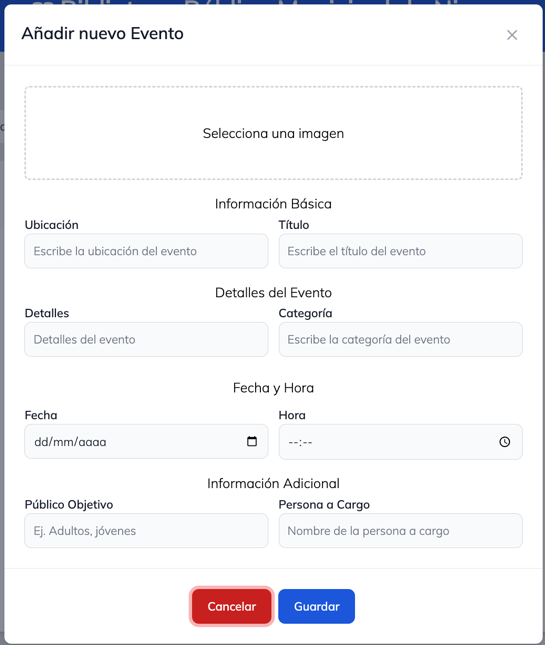 Añadir nuevo Evento
Selecciona una imagen
Información Básica
Ubicación
Título
Escribe la ubicación del evento
Escribe el título del evento
Detalles del Evento
Detalles
Categoría
Detalles del evento
Escribe la categoría del evento
Fecha y Hora
Fecha
Hora
dd/mm/aaaa
--:--
Información Adicional
Público Objetivo
Persona a Cargo
Ej. Adultos, jóvenes
Nombre de la persona a cargo
Cancelar
Guardar